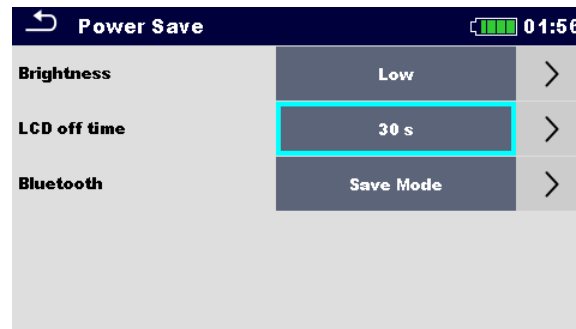 Power Save 01:56
Brightness Low
LCD off time 30 s
Bluetooth Save Mode